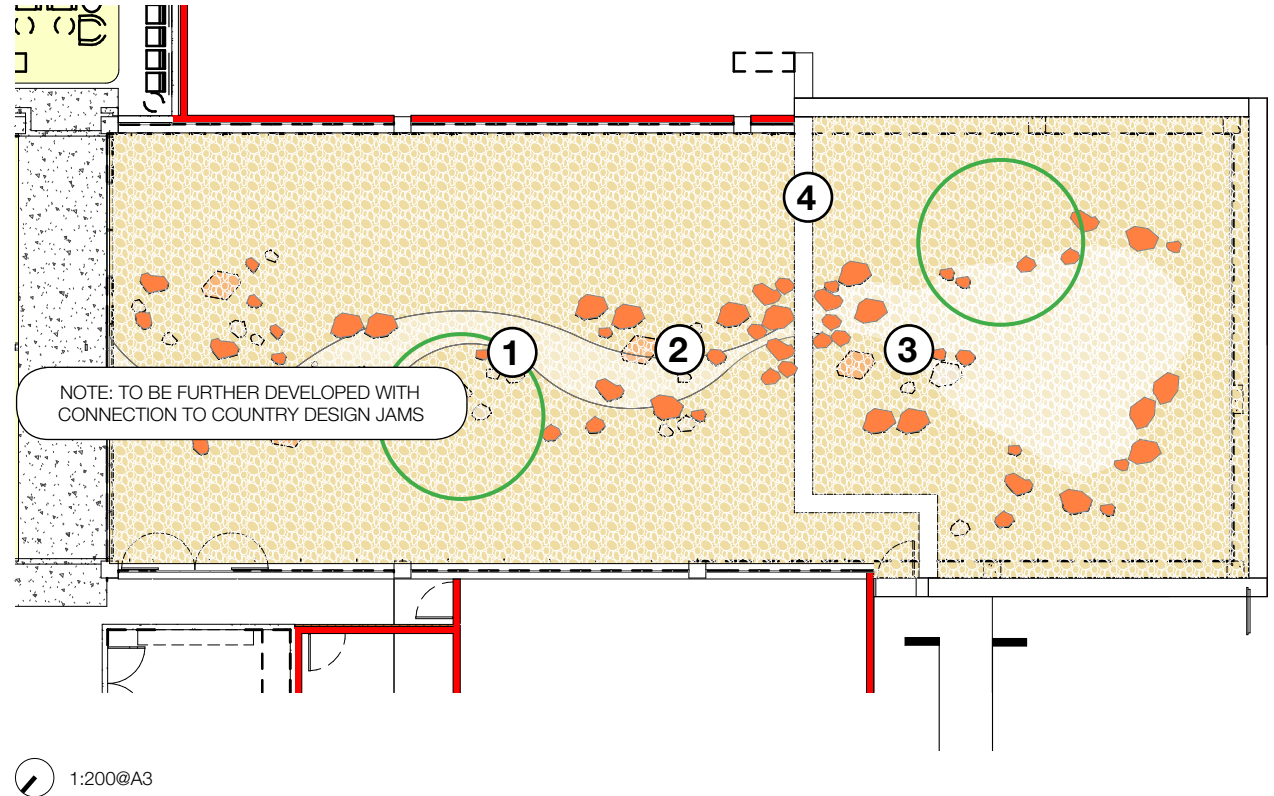 4
1
2
3
NOTE: TO BE FURTHER DEVELOPED WITH
CONNECTION TO COUNTRY DESIGN JAMS
1:200@A3